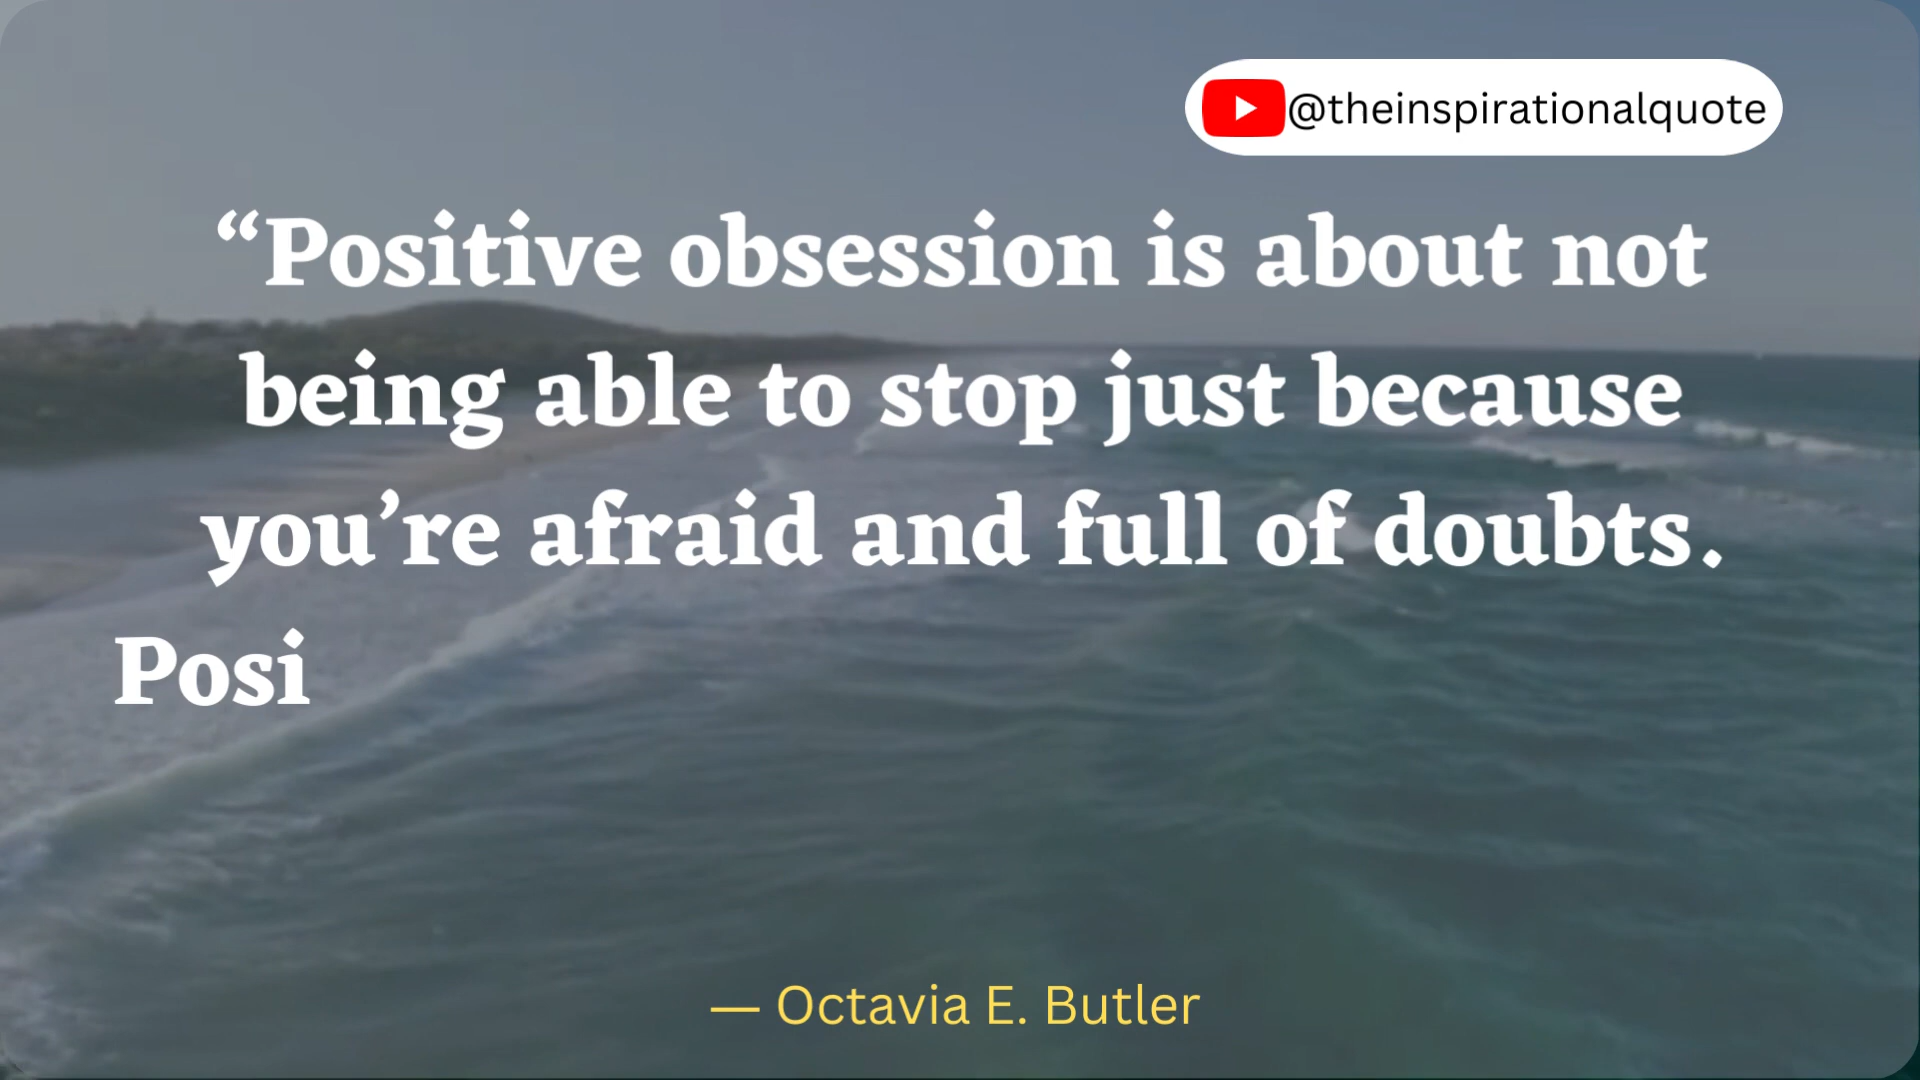 @theinspirationalquote
“Positive obsession is about not
being able to stop just because
you’re afraid and full of doubts.
Posi
— Octavia E. Butler